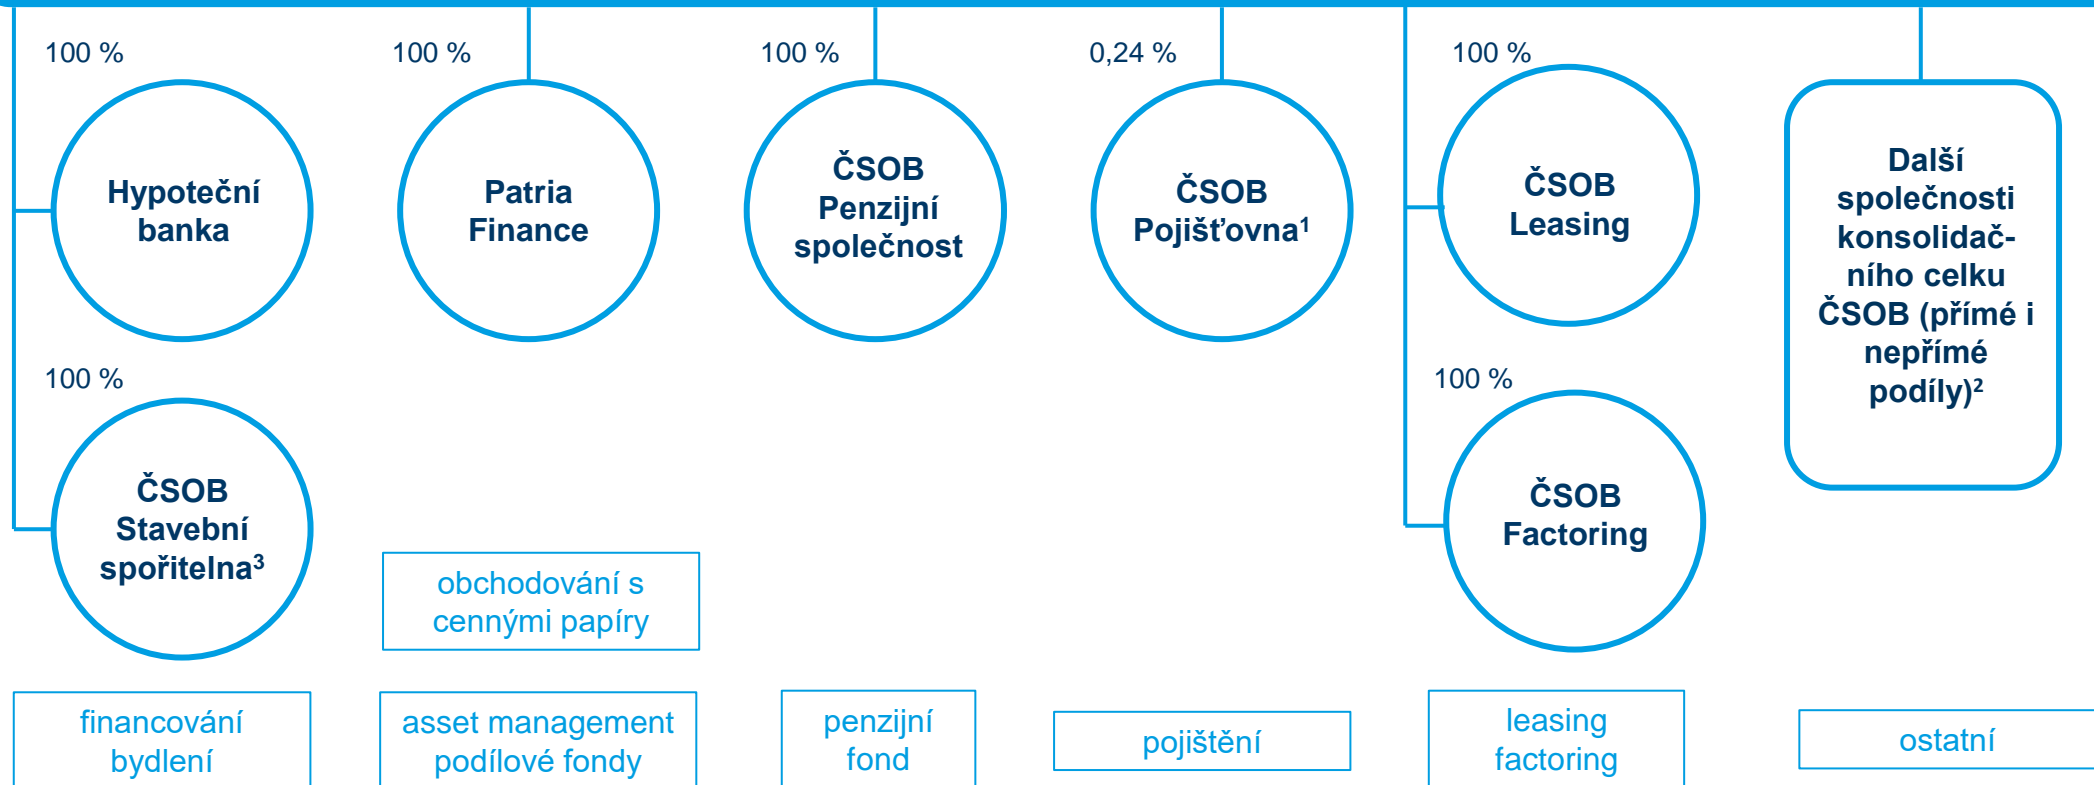 100 %
Hypoteční
banka
100 %
Patria
Finance
100 %
ČSOB
Penzijní
společnost
0,24 %
ČSOB
Pojišťovna¹
100 %
ČSOB
Leasing
Další
společnosti
konsolidač-
ního celku
ČSOB (přímé i
nepřímé
podíly)²
100 %
ČSOB
Stavební
spořitelna³
100 %
ČSOB
Factoring
obchodování s
cennými papíry
financování
bydlení
asset management
podílové fondy
penzijní
fond
pojištění
leasing
factoring
ostatní